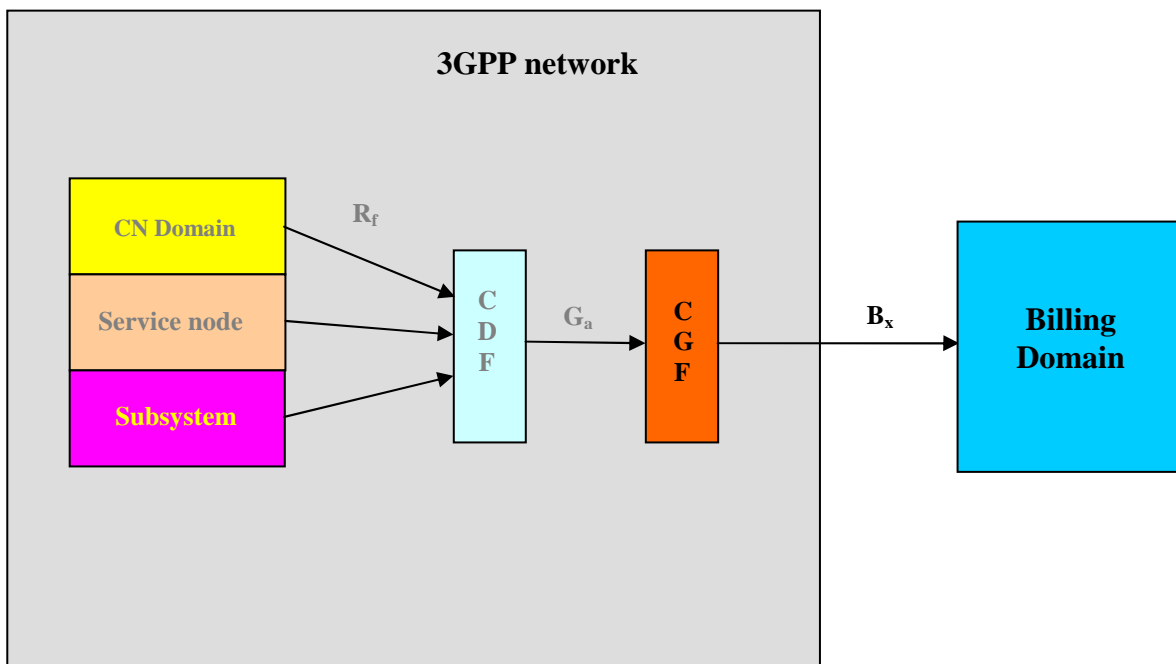 3GPP network
CN Domain
Service node
Subsystem
Rf
C
D
F
Ga
C
G
F
Bx
Billing
Domain